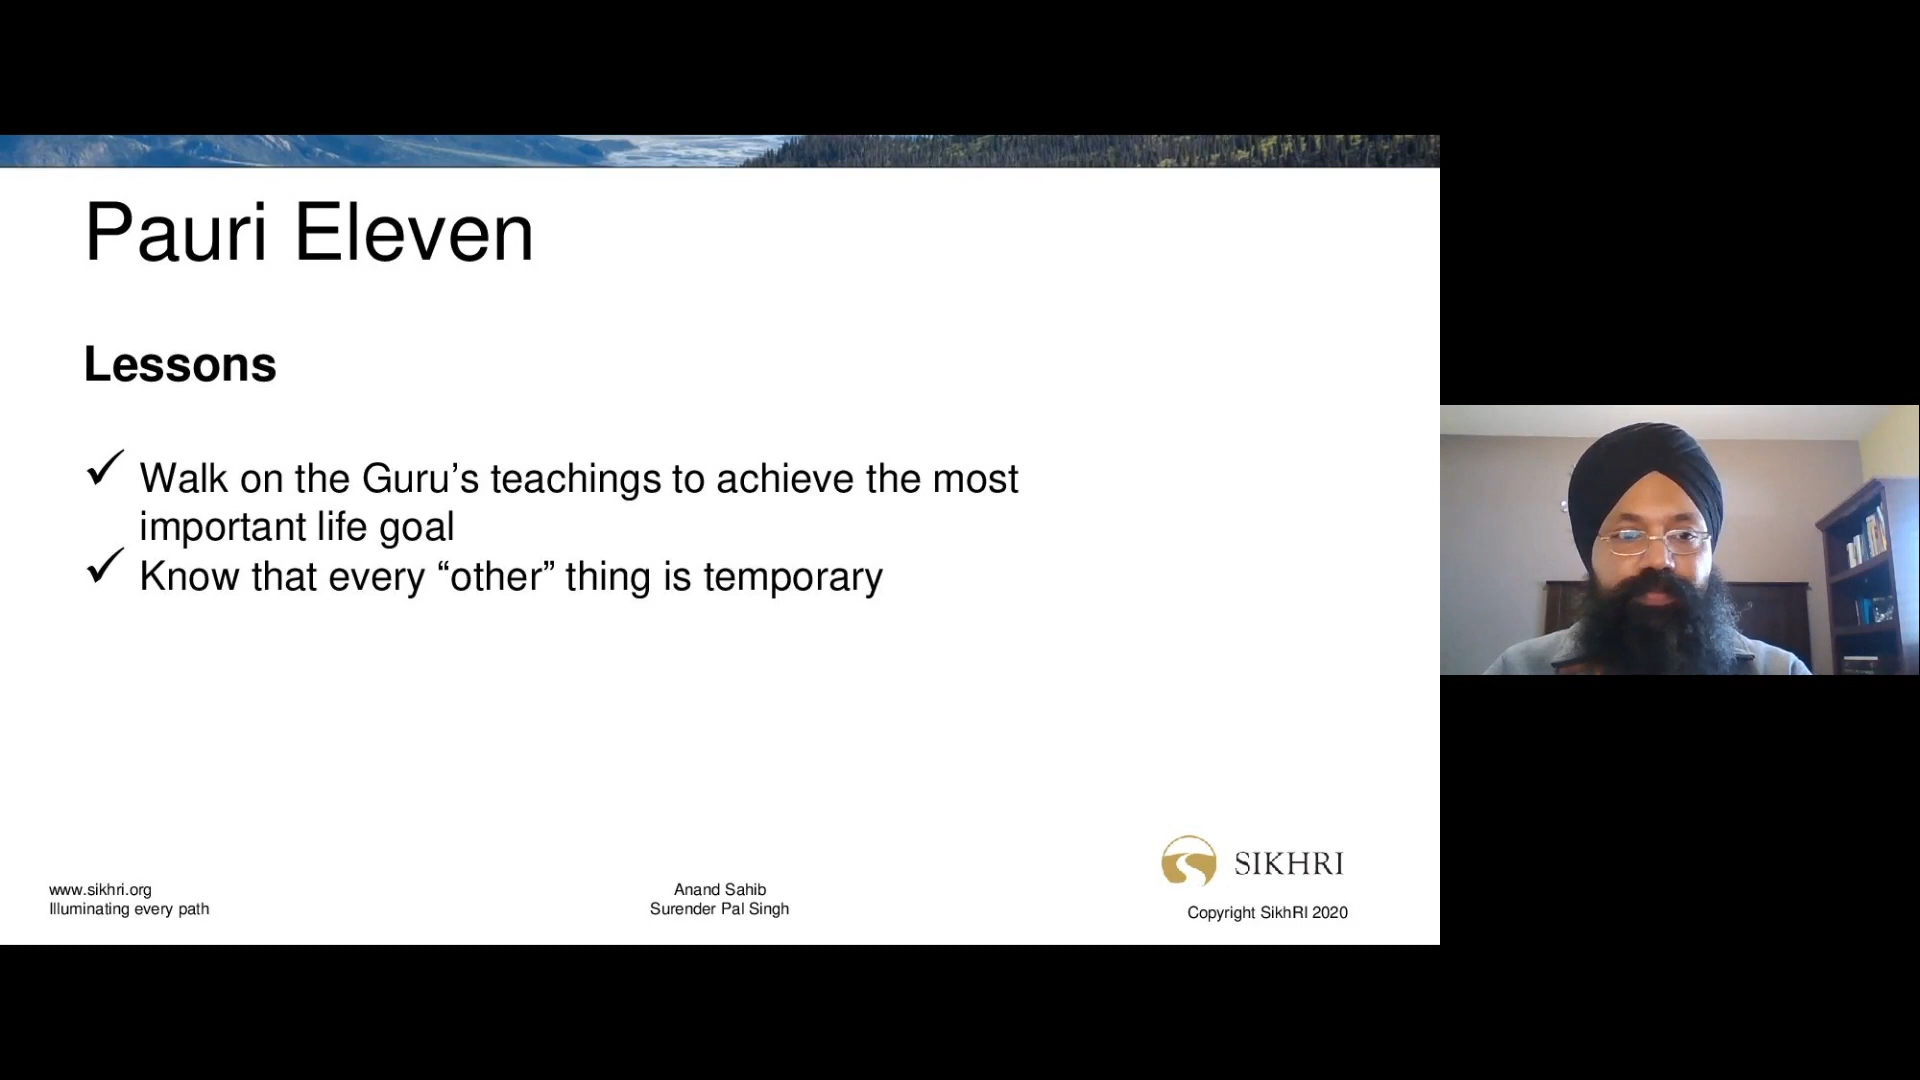 Pauri Eleven
Lessons
✓ Walk on the Guru’s teachings to achieve the most
important life goal
✓ Know that every “other” thing is temporary
www.sikhri.org
Illuminating every path
Anand Sahib
Surender Pal Singh
SIKHRI
Copyright SikhRI 2020